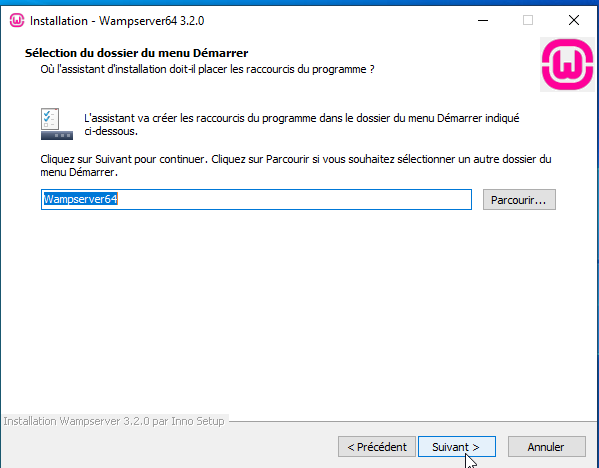 Installation - Wampserver64 3.2.0
Sélection du dossier du menu Démarrer
Où l'assistant d'installation doit-il placer les raccourcis du programme ?
L'assistant va créer les raccourcis du programme dans le dossier du menu Démarrer indiqué
ci-dessous.
Cliquez sur Suivant pour continuer. Cliquez sur Parcourir si vous souhaitez sélectionner un autre dossier du
menu Démarrer.
Wampserver64
Parcourir...
Installation Wampserver 3.2.0 par Inno Setup
< Précédent
Suivant >
Annuler